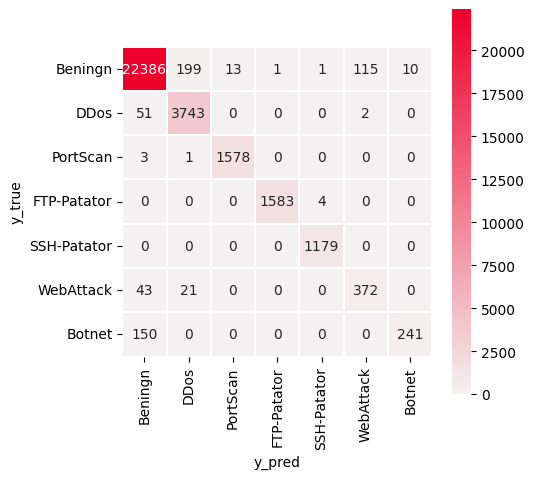 Beningn 22386 199 13 1 1 115 10
DDos 51 3743 0 0 0 2 0
PortScan 3 1 1578 0 0 0 0
FTP-Patator 0 0 0 1583 4 0 0
SSH-Patator 0 0 0 0 1179 0 0
WebAttack 43 21 0 0 0 372 0
Botnet 150 0 0 0 0 0 241
y_true
Beningn DDos PortScan FTP-Patator SSH-Patator WebAttack Botnet
y_pred
20000
17500
15000
12500
10000
7500
5000
2500
0